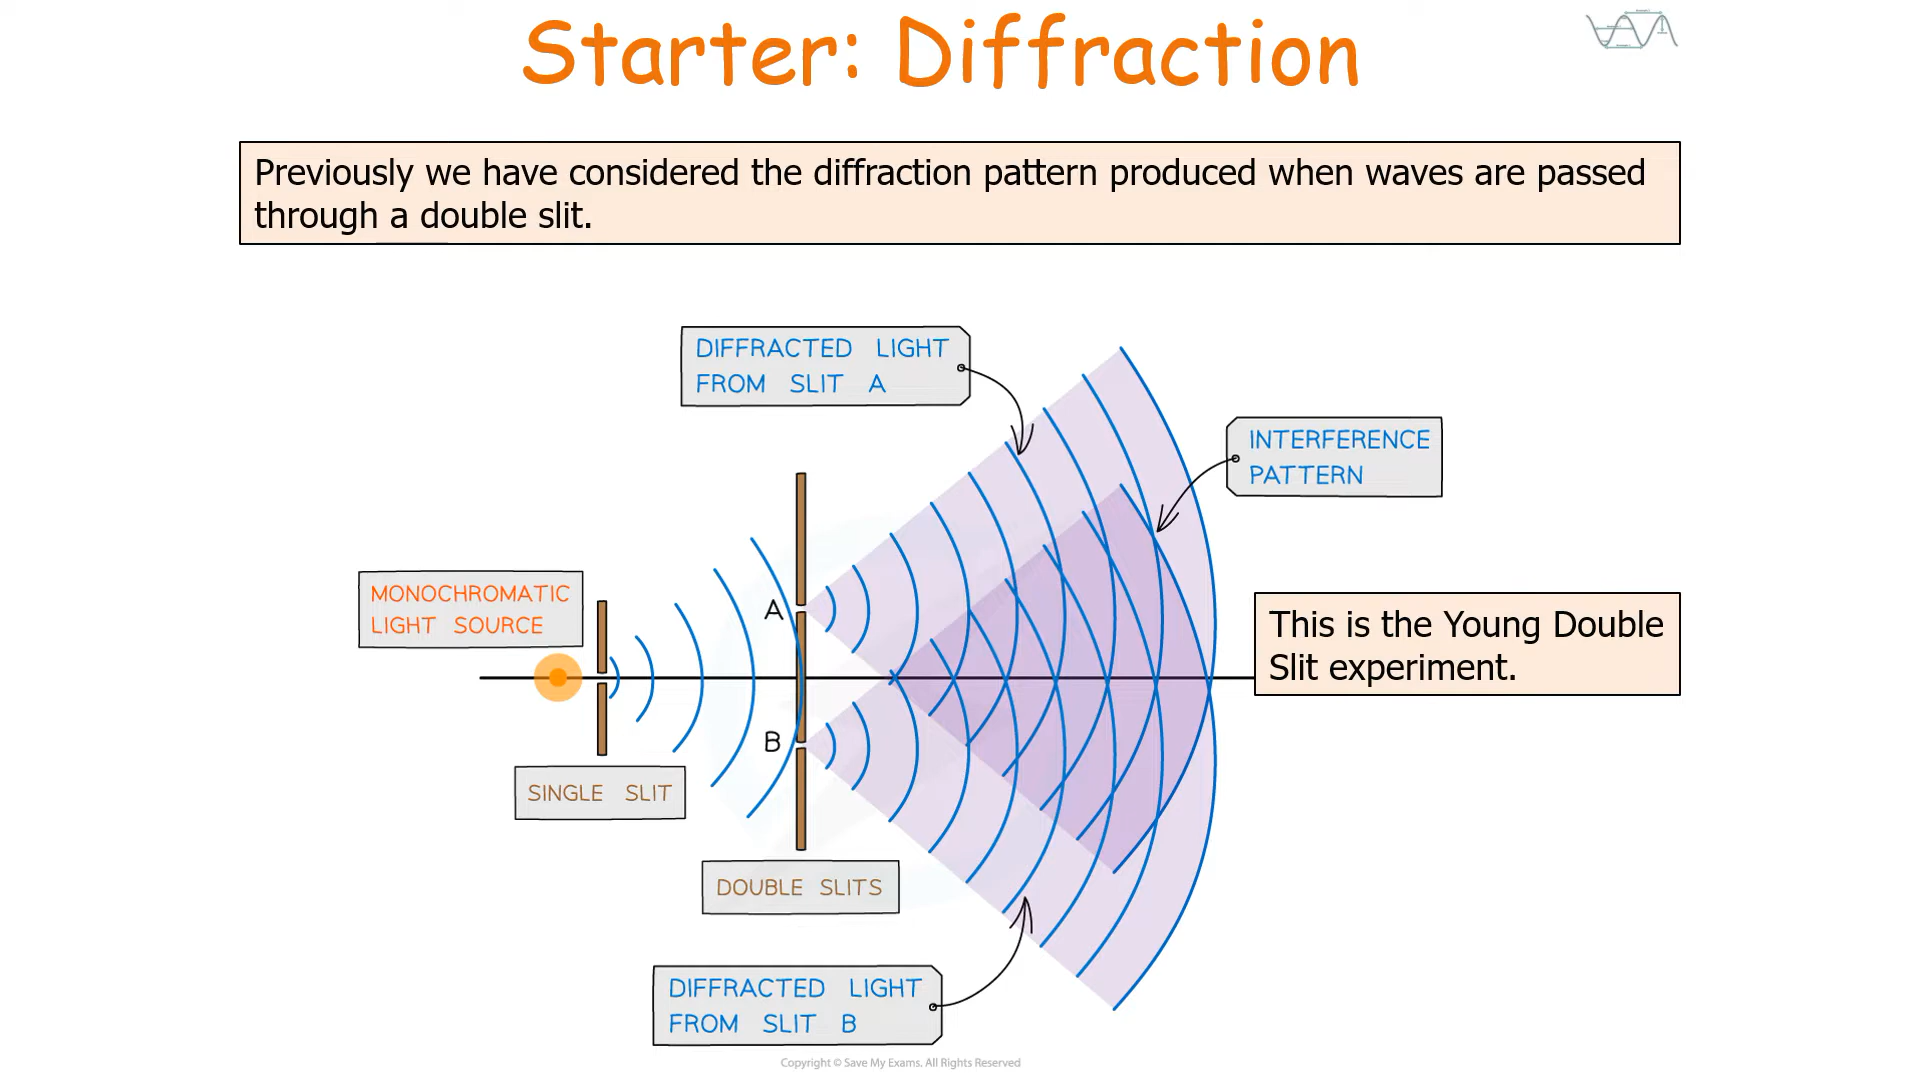 Starter: Diffraction
Previously we have considered the diffraction pattern produced when waves are passed
through a double slit.
DIFFRACTED LIGHT
FROM SLIT A
INTERFERENCE
PATTERN
MONOCHROMATIC
LIGHT SOURCE
A
This is the Young Double
Slit experiment.
B
SINGLE SLIT
DOUBLE SLITS
DIFFRACTED LIGHT
FROM SLIT B
Copyright © Save My Exams. All Rights Reserved